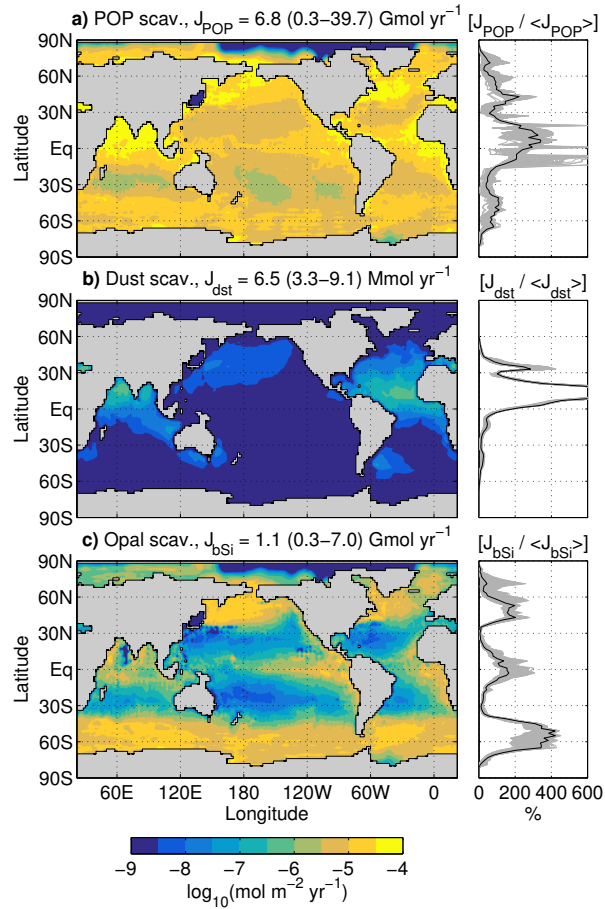 a) POP scav., J_POP = 6.8 (0.3−39.7) Gmol yr⁻¹
[J_POP / <J_POP>]
90N
60N
30N
Eq
30S
60S
90S
Latitude
b) Dust scav., J_dst = 6.5 (3.3−9.1) Mmol yr⁻¹
[J_dst / <J_dst>]
90N
60N
30N
Eq
30S
60S
90S
Latitude
c) Opal scav., J_bSi = 1.1 (0.3−7.0) Gmol yr⁻¹
[J_bSi / <J_bSi>]
90N
60N
30N
Eq
30S
60S
90S
Latitude
60E 120E 180W 120W 60W 0
Longitude
0 200 400 600
%
−9 −8 −7 −6 −5 −4
log₁₀(mol m⁻² yr⁻¹)